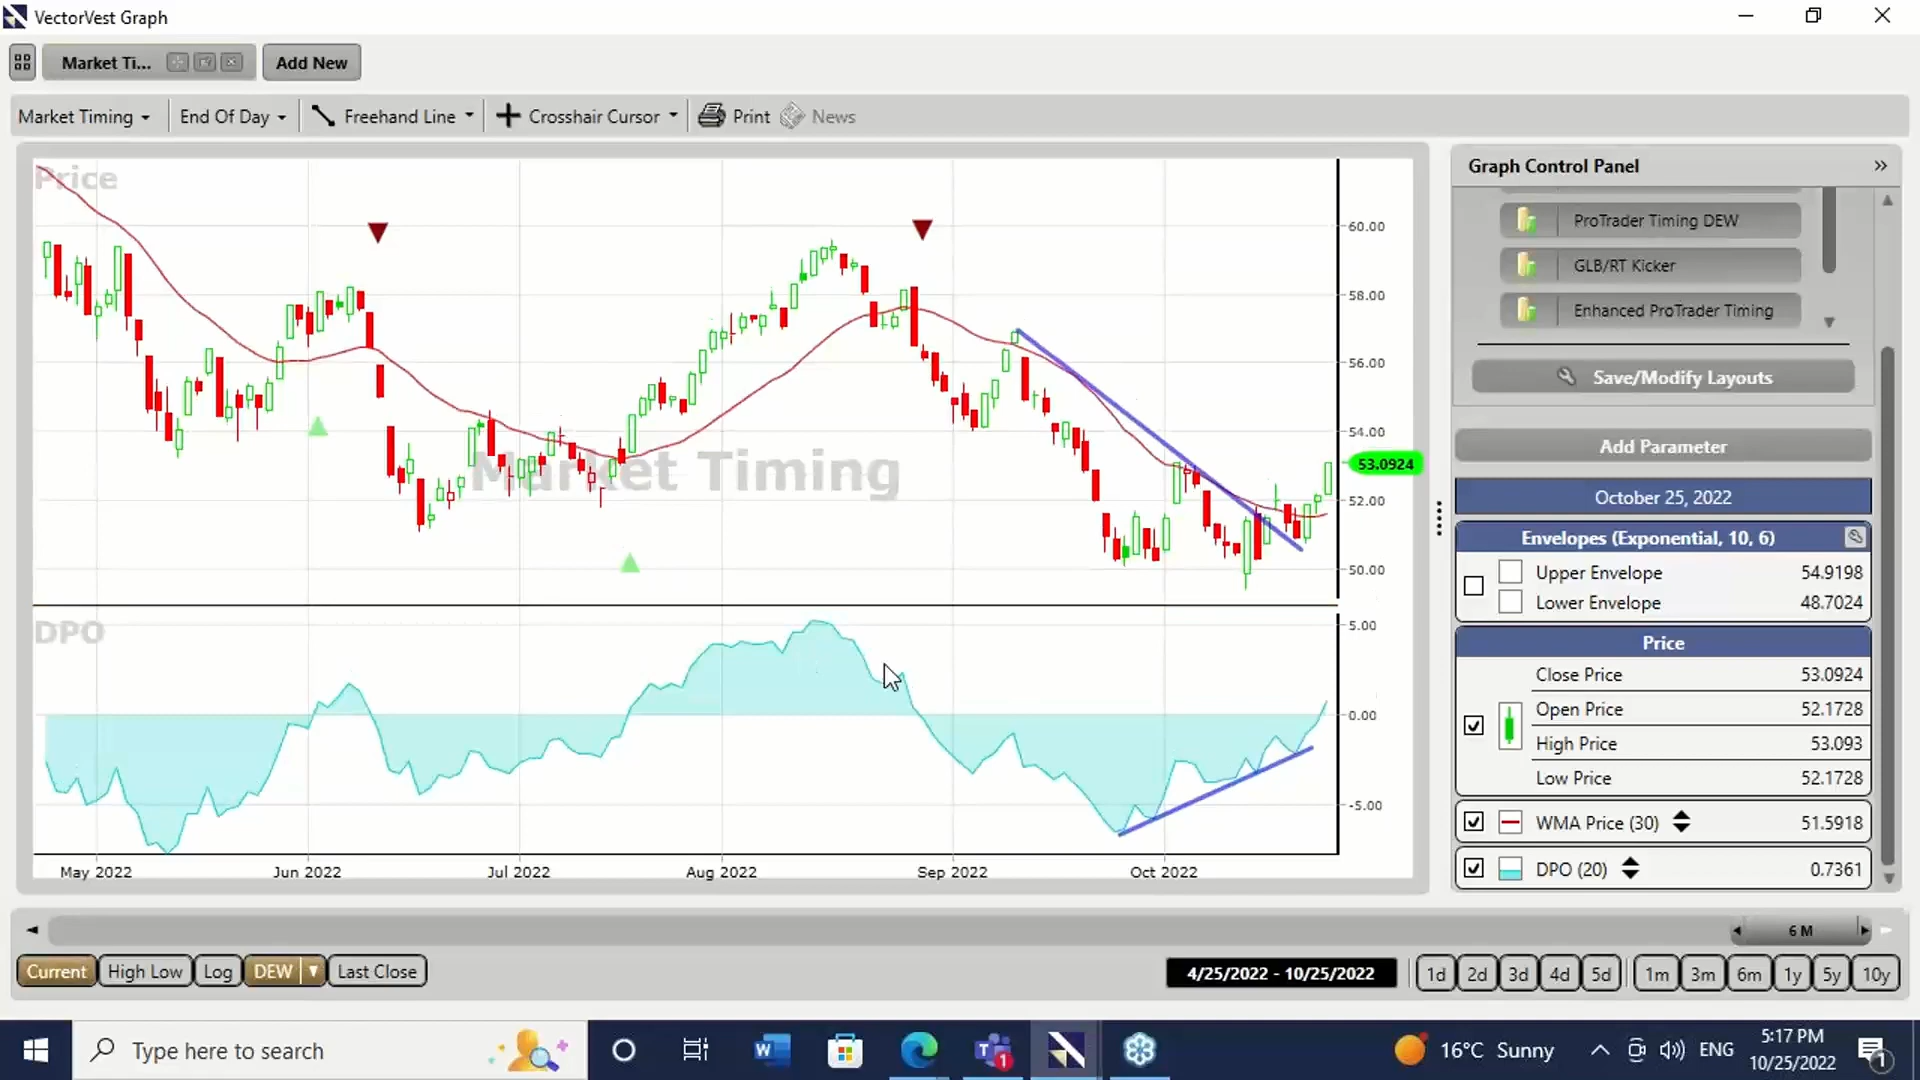 VectorVest Graph
Market Ti...
Add New
Market Timing
End Of Day
Freehand Line
Crosshair Cursor
Print
News
Price
60.00
58.00
56.00
54.00
53.0924
52.00
50.00
Market Timing
DPO
5.00
0.00
-5.00
May 2022
Jun 2022
Jul 2022
Aug 2022
Sep 2022
Oct 2022
Graph Control Panel
ProTrader Timing DEW
GLB/RT Kicker
Enhanced ProTrader Timing
Save/Modify Layouts
Add Parameter
October 25, 2022
Envelopes (Exponential, 10, 6)
Upper Envelope 54.9198
Lower Envelope 48.7024
Price
Close Price 53.0924
Open Price 52.1728
High Price 53.093
Low Price 52.1728
WMA Price (30) 51.5918
DPO (20) 0.7361
6 M
Current
High Low
Log
DEW
Last Close
4/25/2022 - 10/25/2022
1d
2d
3d
4d
5d
1m
3m
6m
1y
5y
10y
Type here to search
W
T
1
16°C Sunny
ENG
5:17 PM
10/25/2022
1